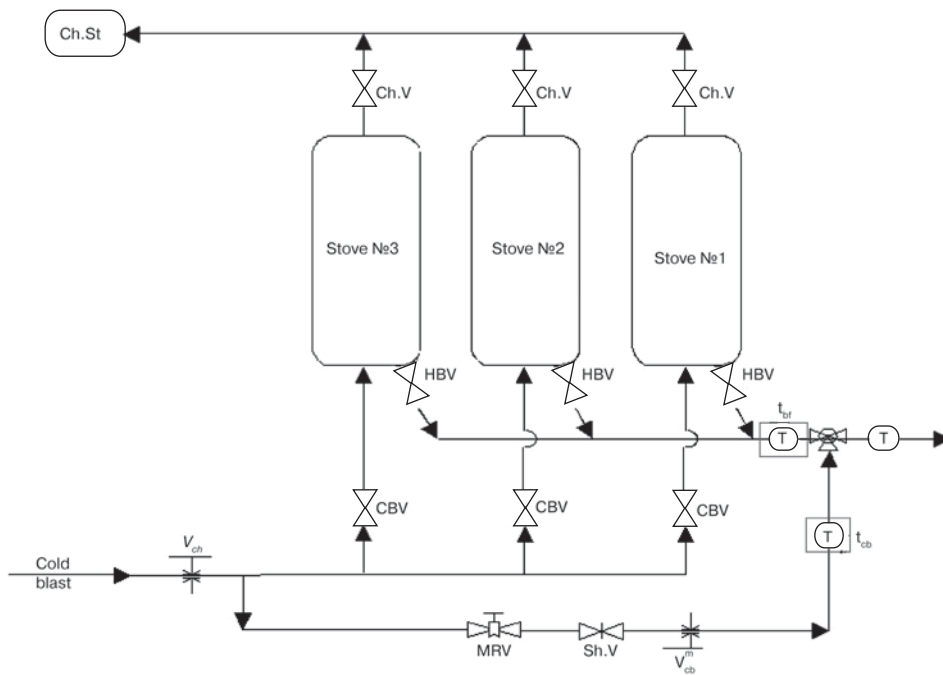 Ch.St
Ch.V
Ch.V
Ch.V
Stove №3
Stove №2
Stove №1
HBV
HBV
HBV
t_bf
T
T
CBV
CBV
CBV
T
t_cb
V_ch
Cold
blast
MRV
Sh.V
V_cb^m